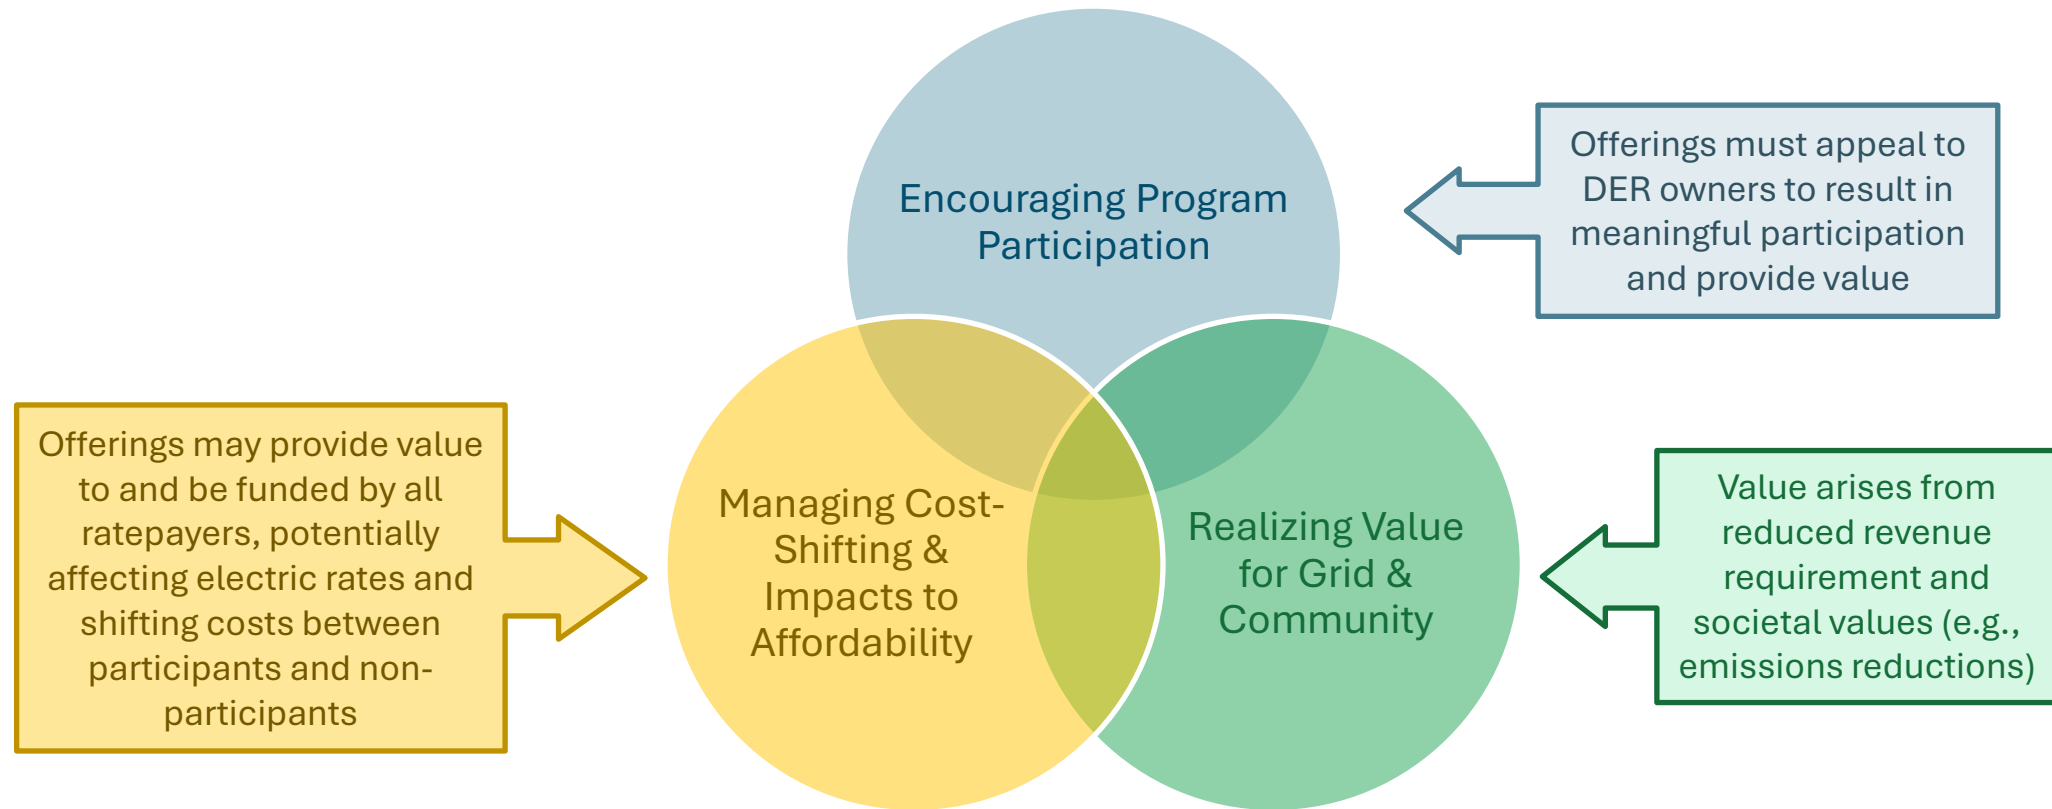 Encouraging Program
Participation
Offerings must appeal to
DER owners to result in
meaningful participation
and provide value
Offerings may provide value
to and be funded by all
ratepayers, potentially
affecting electric rates and
shifting costs between
participants and non-
participants
Managing Cost-
Shifting &
Impacts to
Affordability
Realizing Value
for Grid &
Community
Value arises from
reduced revenue
requirement and
societal values (e.g.,
emissions reductions)